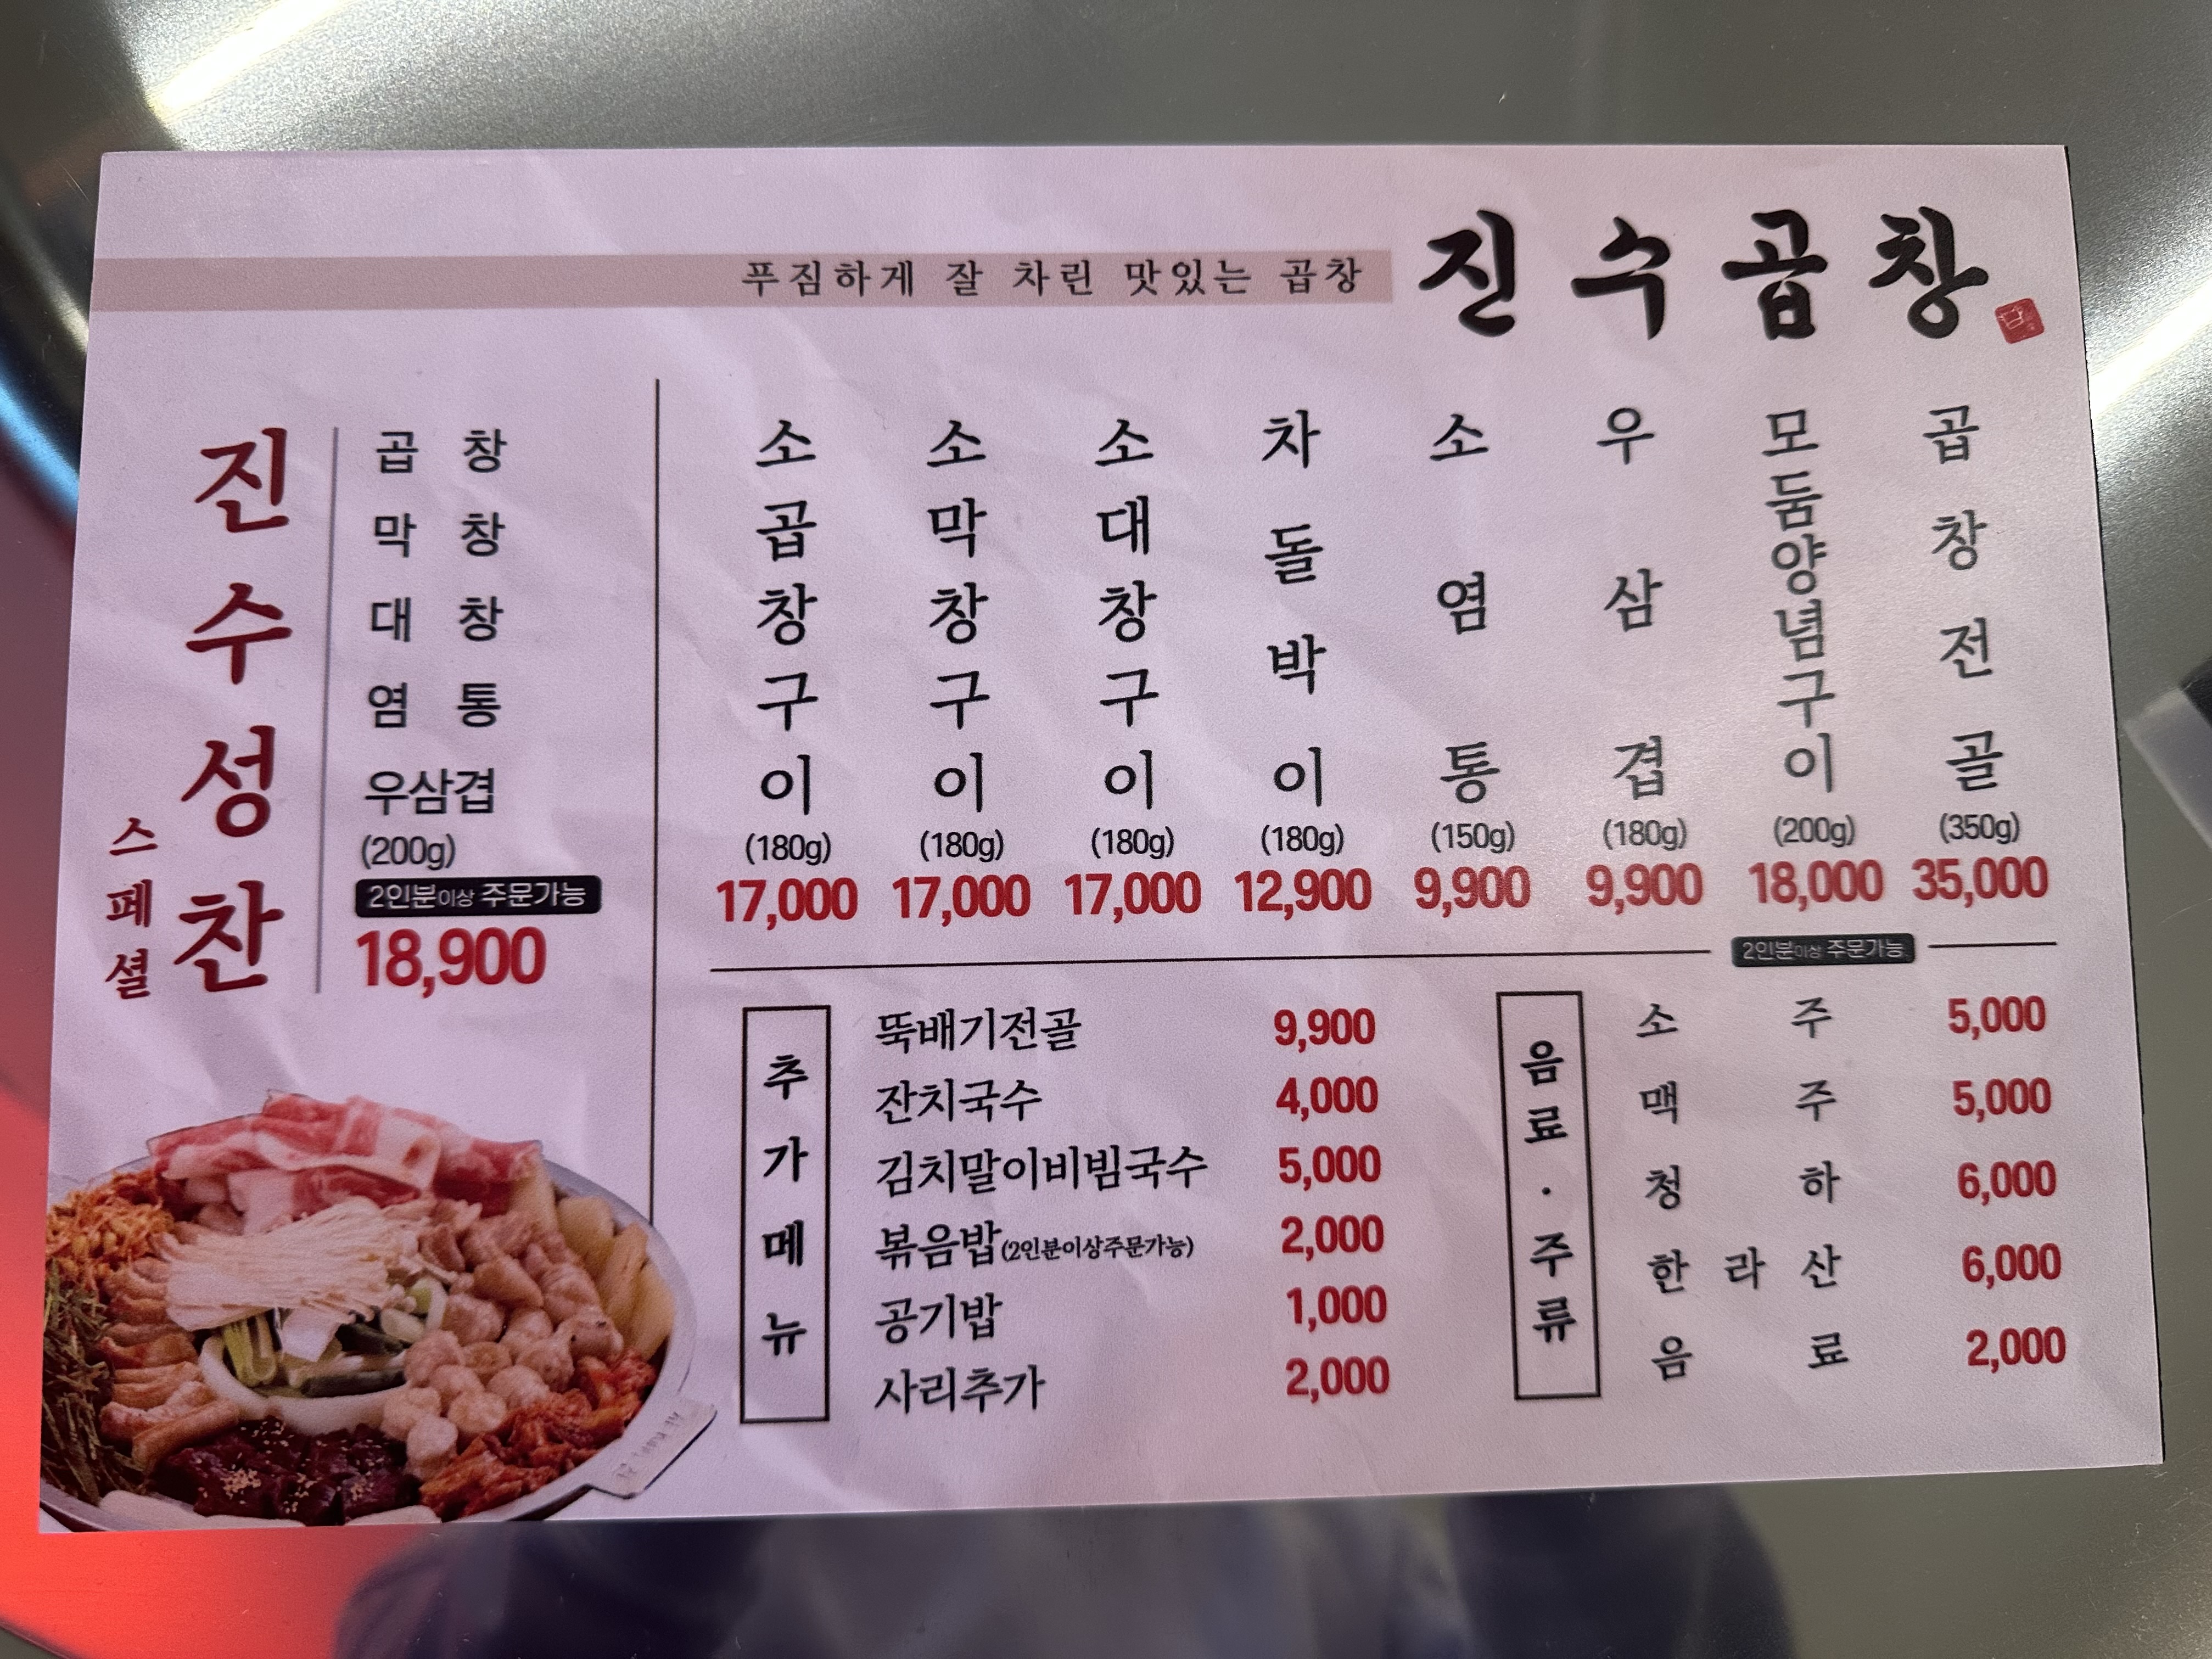 푸짐하게 잘 차린 맛있는 곱창
진수곱창
진수성찬
스페셜
곱창
막창
대창
염통
우삼겹
(200g)
2인분이상 주문가능
18,900
소곱창구이
(180g)
17,000
소막창구이
(180g)
17,000
소대창구이
(180g)
17,000
차돌박이
(180g)
12,900
소염통
(150g)
9,900
우삼겹
(180g)
9,900
모둠양념구이
(200g)
18,000
2인분이상 주문가능
곱창전골
(350g)
35,000
추가메뉴
뚝배기전골 9,900
잔치국수 4,000
김치말이비빔국수 5,000
볶음밥(2인분이상주문가능) 2,000
공기밥 1,000
사리추가 2,000
음료·주류
소주 5,000
맥주 5,000
청하 6,000
한라산 6,000
음료 2,000